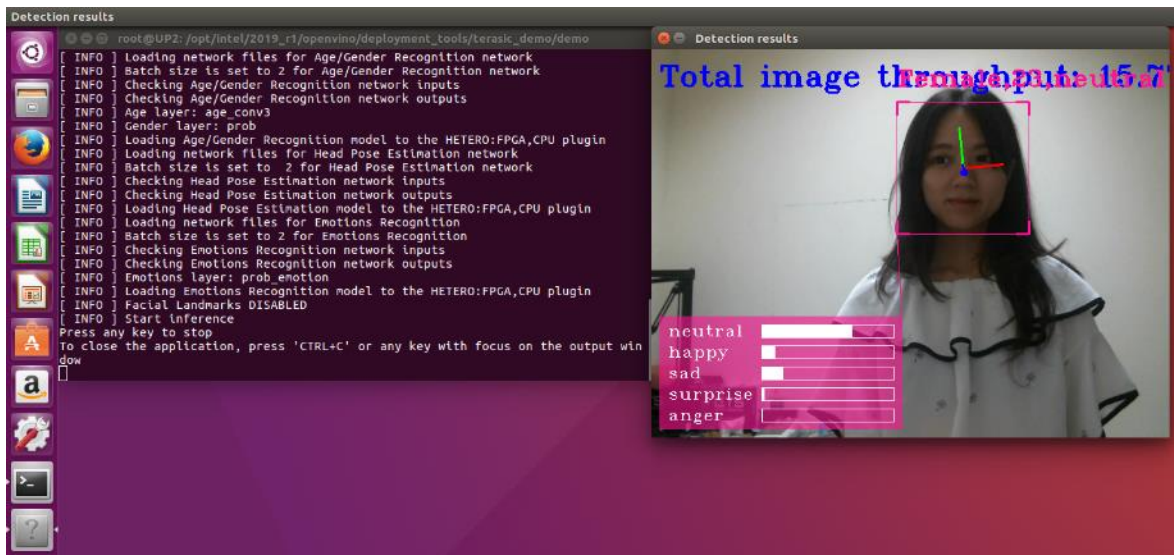 Detection results
root@UP2: /opt/intel/2019_r1/openvino/deployment_tools/terasic_demo/demo
[ INFO ] Loading network files for Age/Gender Recognition network
[ INFO ] Batch size is set to 2 for Age/Gender Recognition network
[ INFO ] Checking Age/Gender Recognition network inputs
[ INFO ] Checking Age/Gender Recognition network outputs
[ INFO ] Age layer: age_conv3
[ INFO ] Gender layer: prob
[ INFO ] Loading Age/Gender Recognition model to the HETERO:FPGA,CPU plugin
[ INFO ] Loading network files for Head Pose Estimation network
[ INFO ] Batch size is set to  2 for Head Pose Estimation network
[ INFO ] Checking Head Pose Estimation network inputs
[ INFO ] Checking Head Pose Estimation network outputs
[ INFO ] Loading Head Pose Estimation model to the HETERO:FPGA,CPU plugin
[ INFO ] Loading network files for Emotions Recognition
[ INFO ] Batch size is set to 2 for Emotions Recognition
[ INFO ] Checking Emotions Recognition network inputs
[ INFO ] Checking Emotions Recognition network outputs
[ INFO ] Emotions layer: prob_emotion
[ INFO ] Loading Emotions Recognition model to the HETERO:FPGA,CPU plugin
[ INFO ] Facial Landmarks DISABLED
[ INFO ] Start inference
Press any key to stop
To close the application, press 'CTRL+C' or any key with focus on the output win
dow
Detection results
Total image throughput: 15.7
Female,23,neutral
neutral
happy
sad
surprise
anger